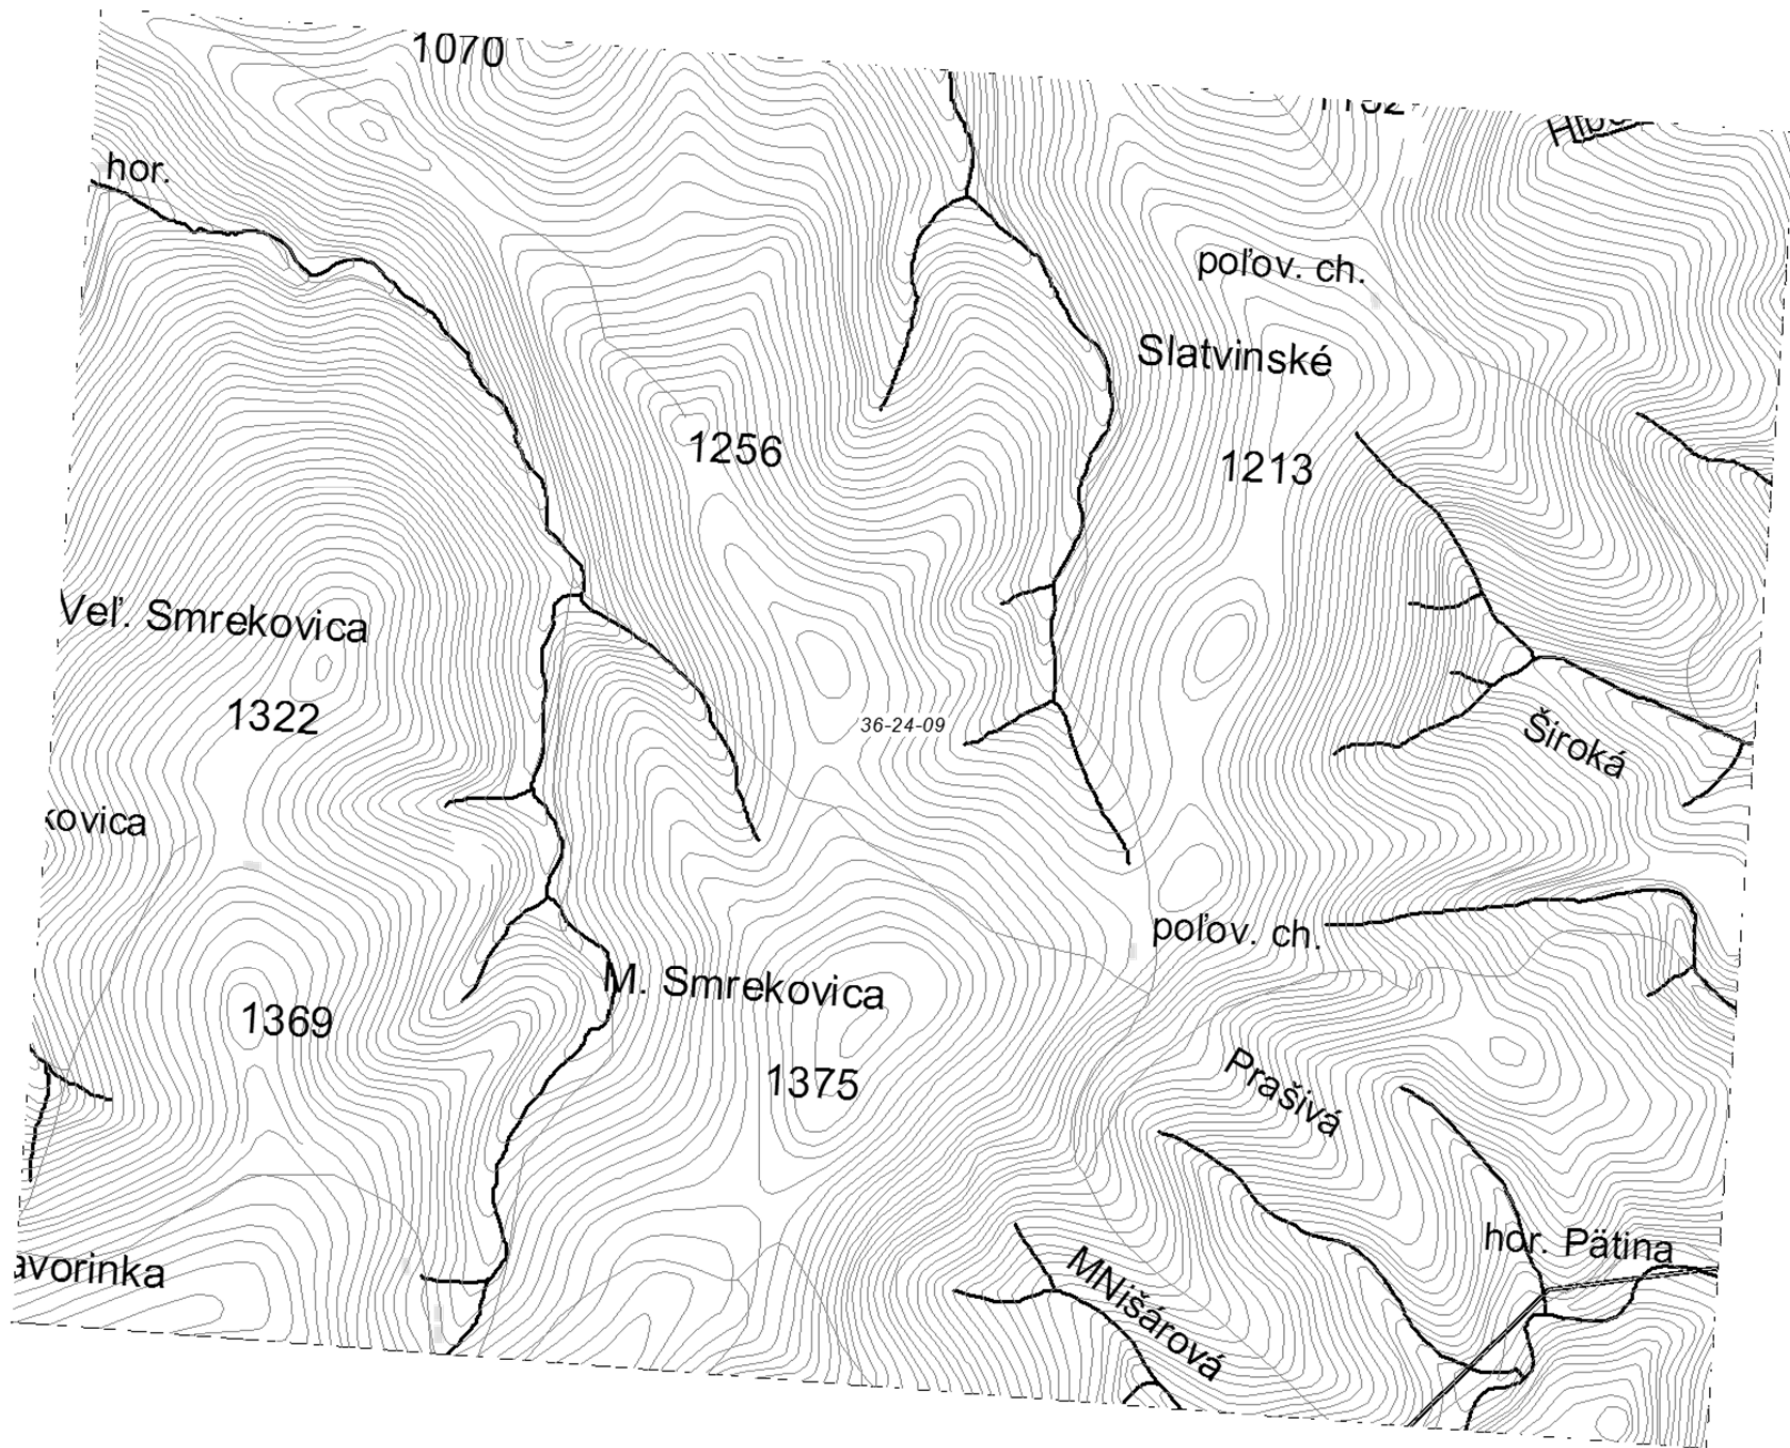 1070
hor.
poľov. ch.
Slatvinské
1256
1213
Veľ. Smrekovica
1322
36-24-09
Široká
kovica
poľov. ch.
M. Smrekovica
1369
1375
Prašivá
hor. Pätina
MNišárová
avorinka